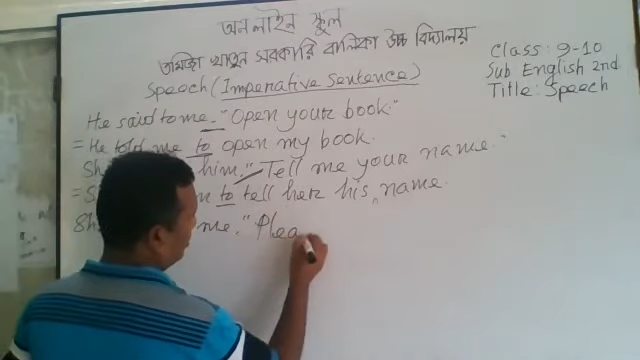 অনলাইন স্কুল
তমিজা খাতুন সরকারি বালিকা উচ্চ বিদ্যালয়
Class: 9-10
Sub English 2nd
Title: Speech
Speech (Imperative Sentence)
He said to me. "Open your book."
= He told me to open my book.
him. "Tell me your name."
= to tell her his name.
me. "Plea